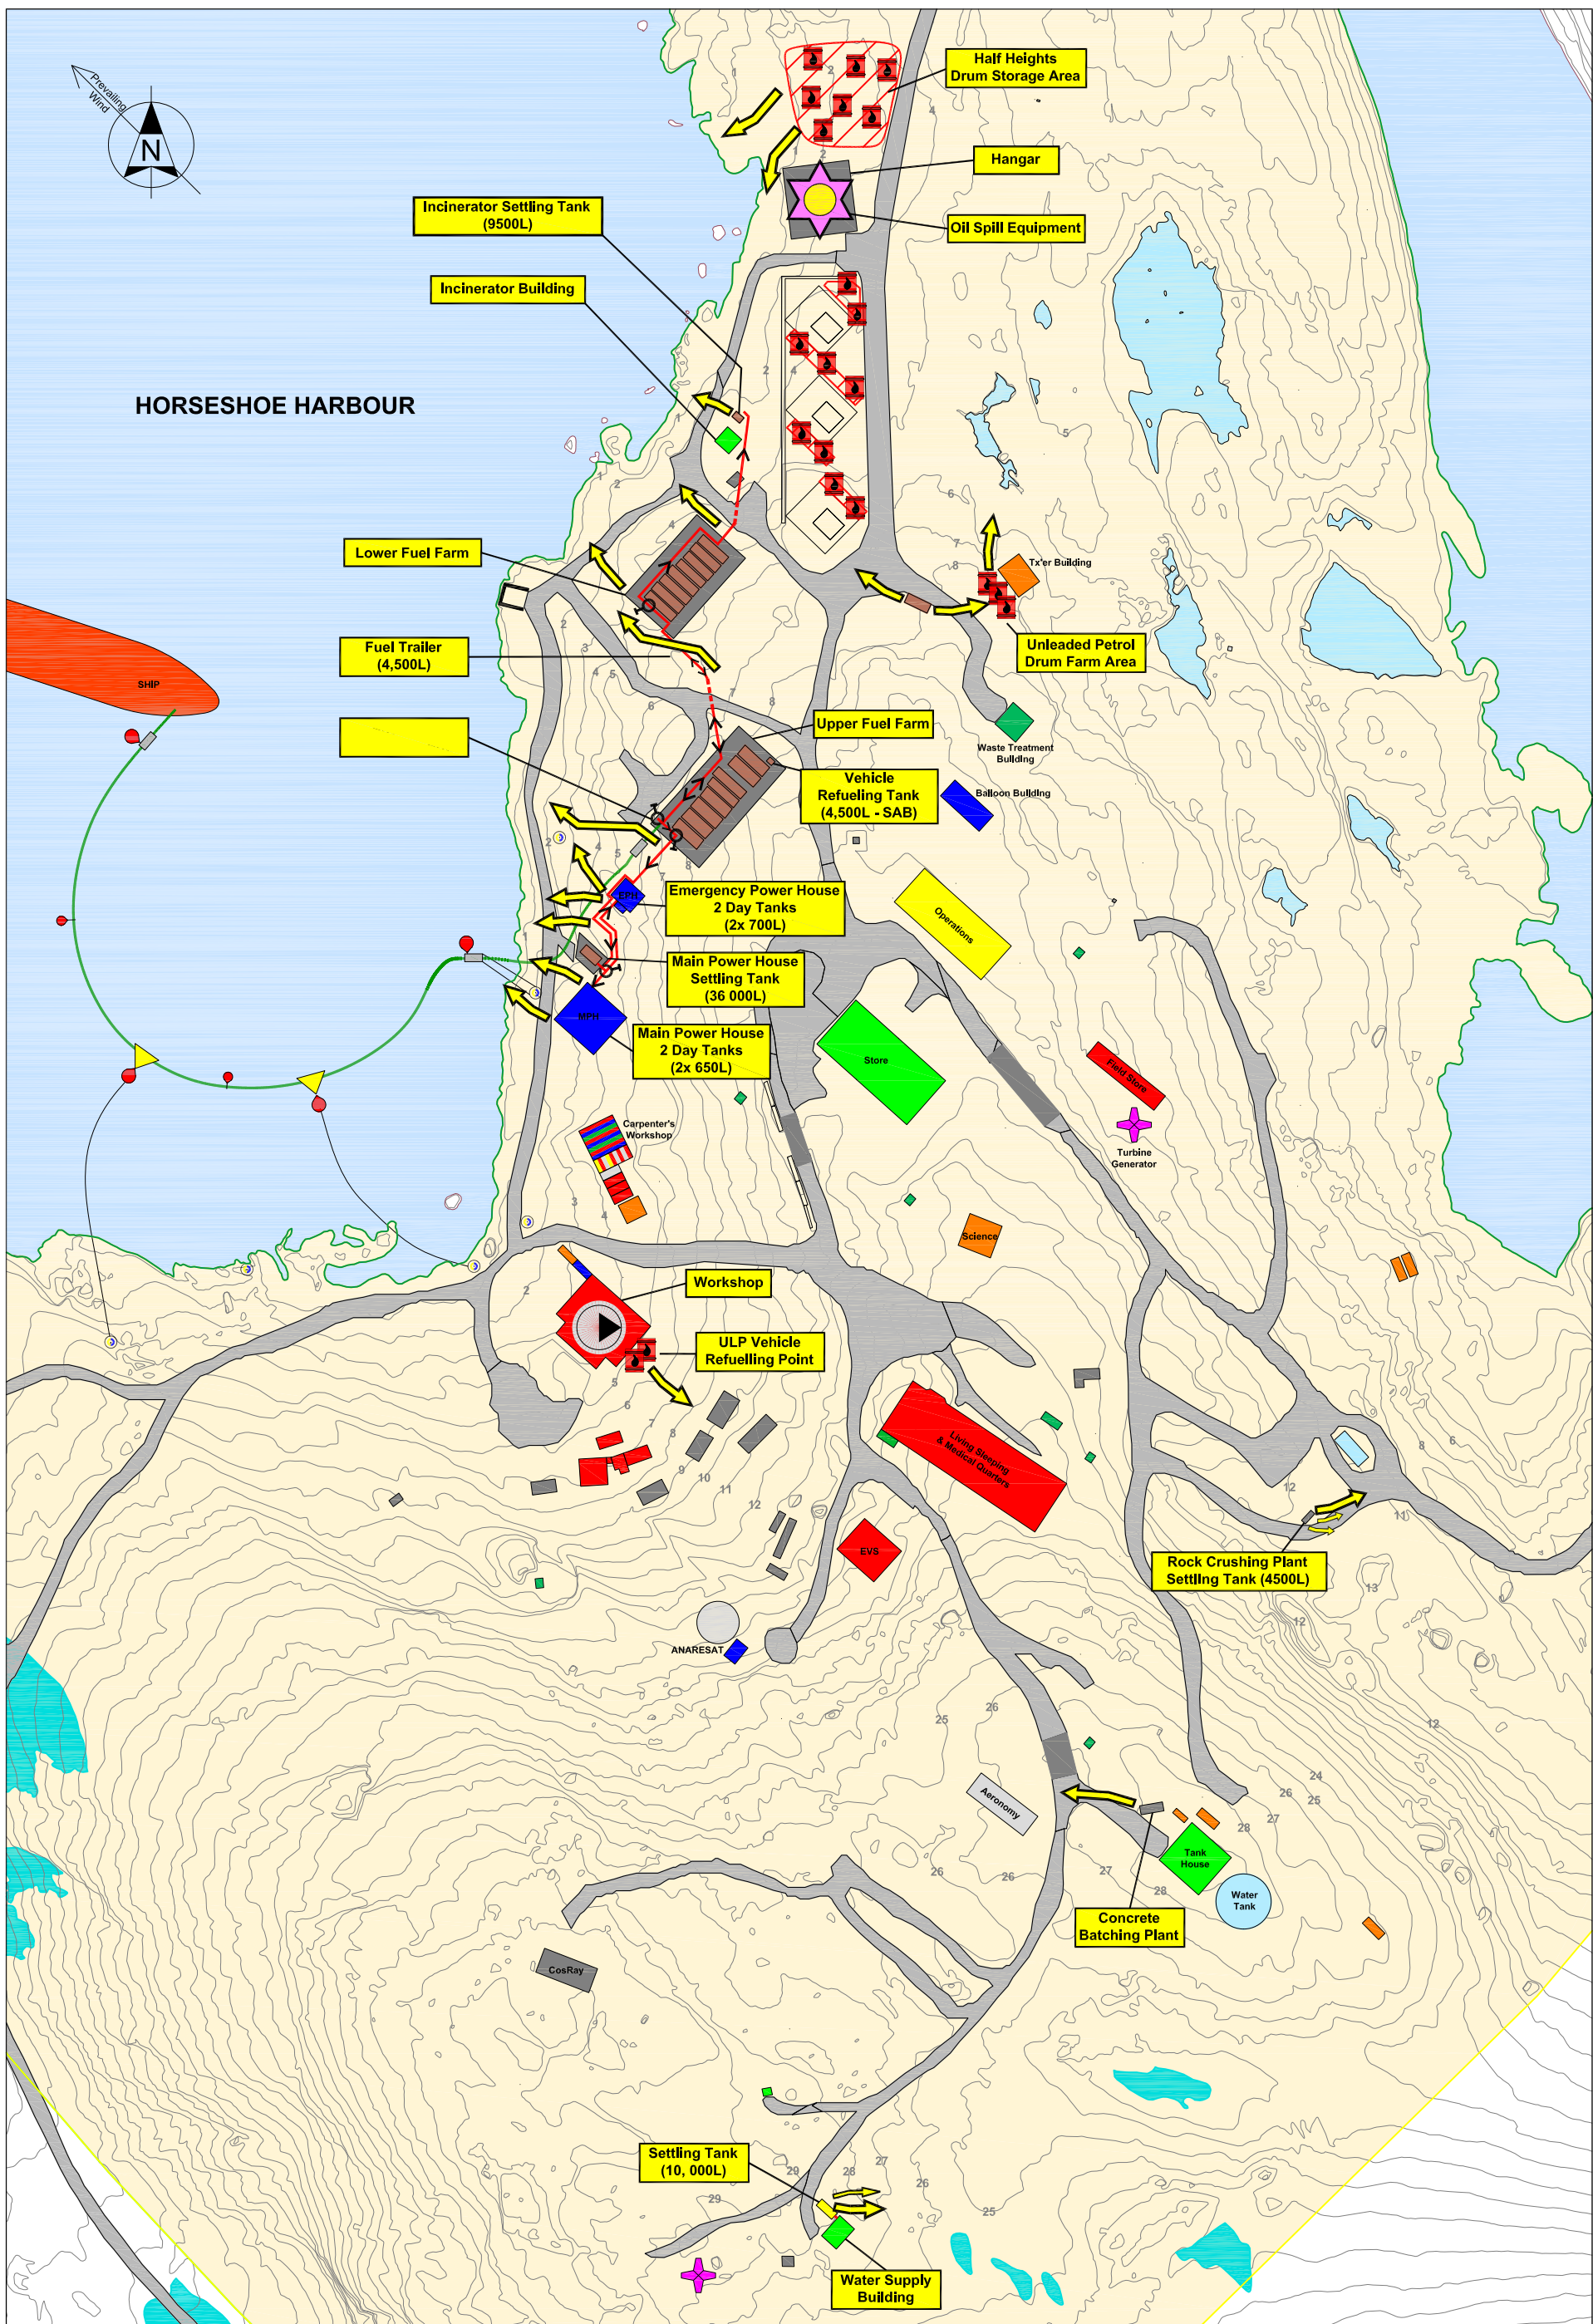 Prevailing
Wind
N
Half Heights
Drum Storage Area
Hangar
Incinerator Settling Tank
(9500L)
Oil Spill Equipment
Incinerator Building
HORSESHOE HARBOUR
Lower Fuel Farm
Tx'er Building
Fuel Trailer
(4,500L)
Unleaded Petrol
Drum Farm Area
SHIP
Upper Fuel Farm
Waste Treatment
Building
Vehicle
Refueling Tank
(4,500L - SAB)
Balloon Building
Emergency Power House
2 Day Tanks
(2x 700L)
EPH
Operations
Main Power House
Settling Tank
(36 000L)
MPH
Main Power House
2 Day Tanks
(2x 650L)
Store
Field Store
Carpenter's
Workshop
Turbine
Generator
Science
Workshop
ULP Vehicle
Refuelling Point
Living Sleeping
& Medical Quarters
EVS
Rock Crushing Plant
Settling Tank (4500L)
ANARESAT
Aeronomy
Tank
House
Water
Tank
Concrete
Batching Plant
CosRay
Settling Tank
(10, 000L)
Water Supply
Building